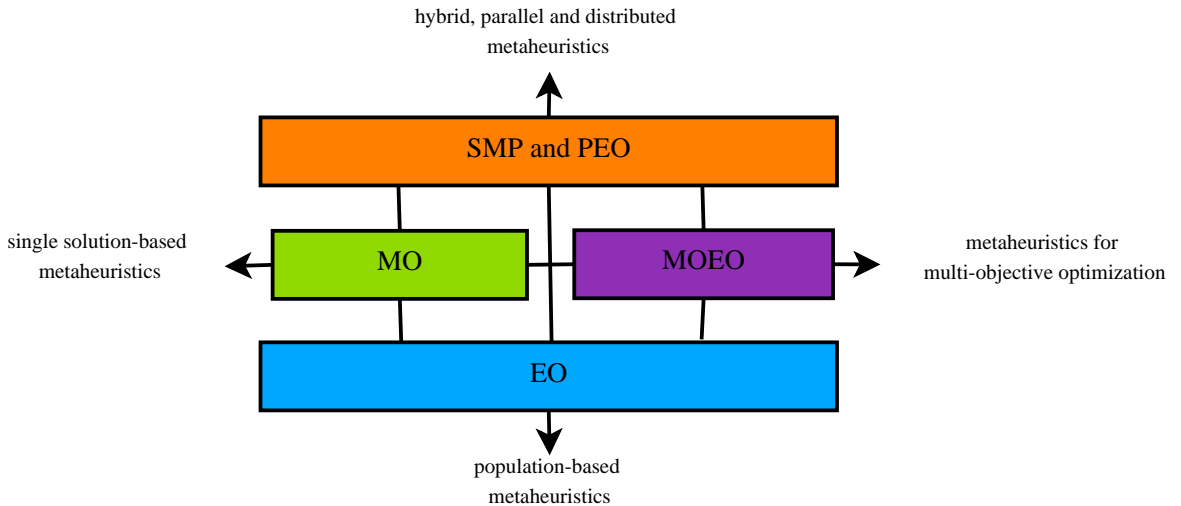 hybrid, parallel and distributed
metaheuristics
SMP and PEO
single solution-based
metaheuristics
MO
MOEO
metaheuristics for
multi-objective optimization
EO
population-based
metaheuristics